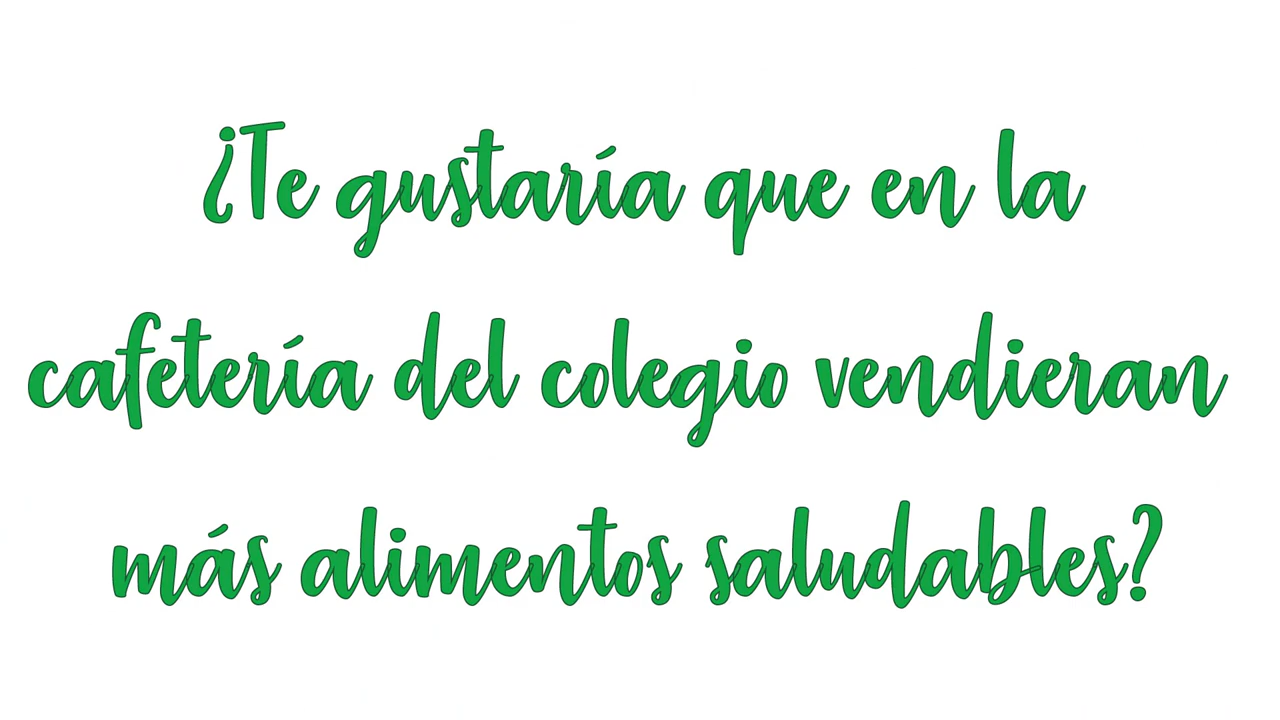 ¿Te gustaría que en la
cafetería del colegio vendieran
más alimentos saludables?